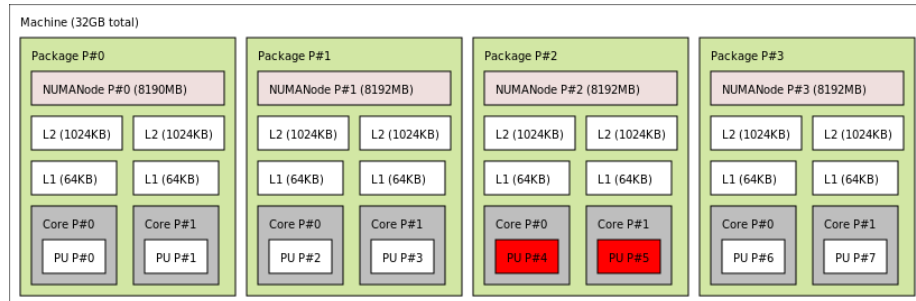 Machine (32GB total)
Package P#0
NUMANode P#0 (8190MB)
L2 (1024KB)
L2 (1024KB)
L1 (64KB)
L1 (64KB)
Core P#0
PU P#0
Core P#1
PU P#1
Package P#1
NUMANode P#1 (8192MB)
L2 (1024KB)
L2 (1024KB)
L1 (64KB)
L1 (64KB)
Core P#0
PU P#2
Core P#1
PU P#3
Package P#2
NUMANode P#2 (8192MB)
L2 (1024KB)
L2 (1024KB)
L1 (64KB)
L1 (64KB)
Core P#0
PU P#4
Core P#1
PU P#5
Package P#3
NUMANode P#3 (8192MB)
L2 (1024KB)
L2 (1024KB)
L1 (64KB)
L1 (64KB)
Core P#0
PU P#6
Core P#1
PU P#7